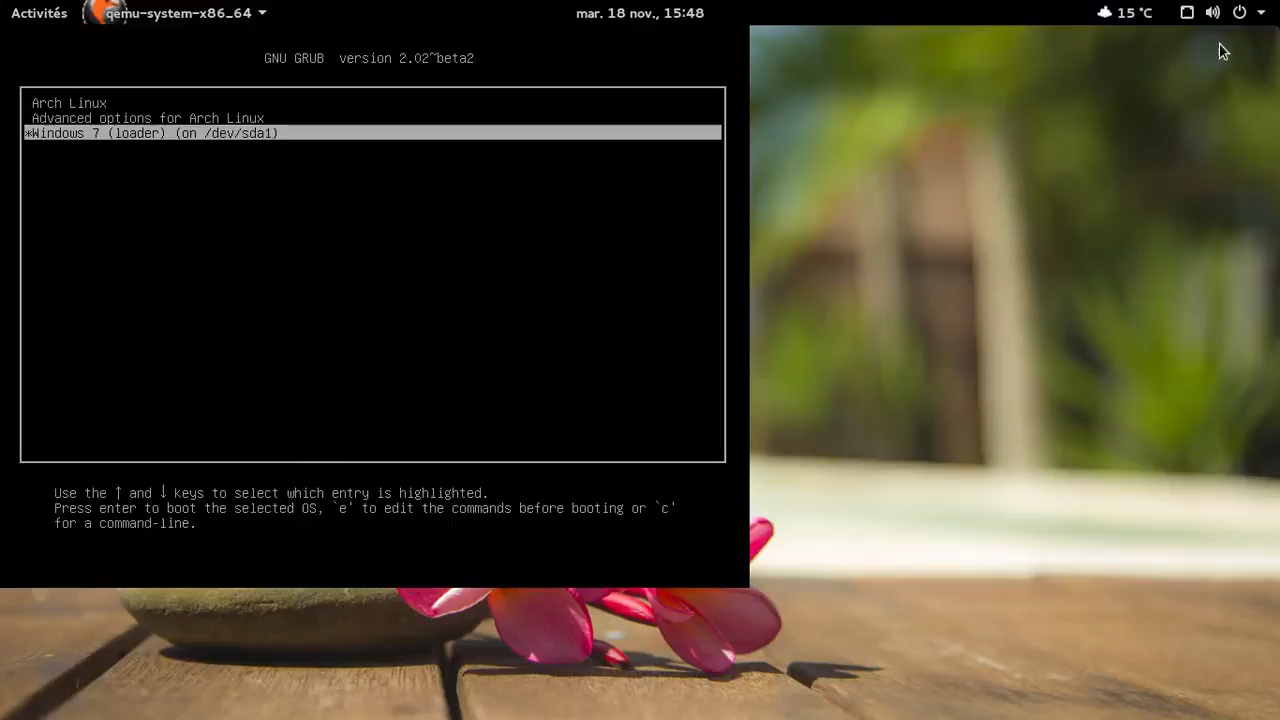 Activités qemu-system-x86_64 mar. 18 nov., 15:48 15 °C
GNU GRUB version 2.02~beta2
Arch Linux
Advanced options for Arch Linux
*Windows 7 (loader) (on /dev/sda1)
Use the ↑ and ↓ keys to select which entry is highlighted.
Press enter to boot the selected OS, `e' to edit the commands before booting or `c'
for a command-line.